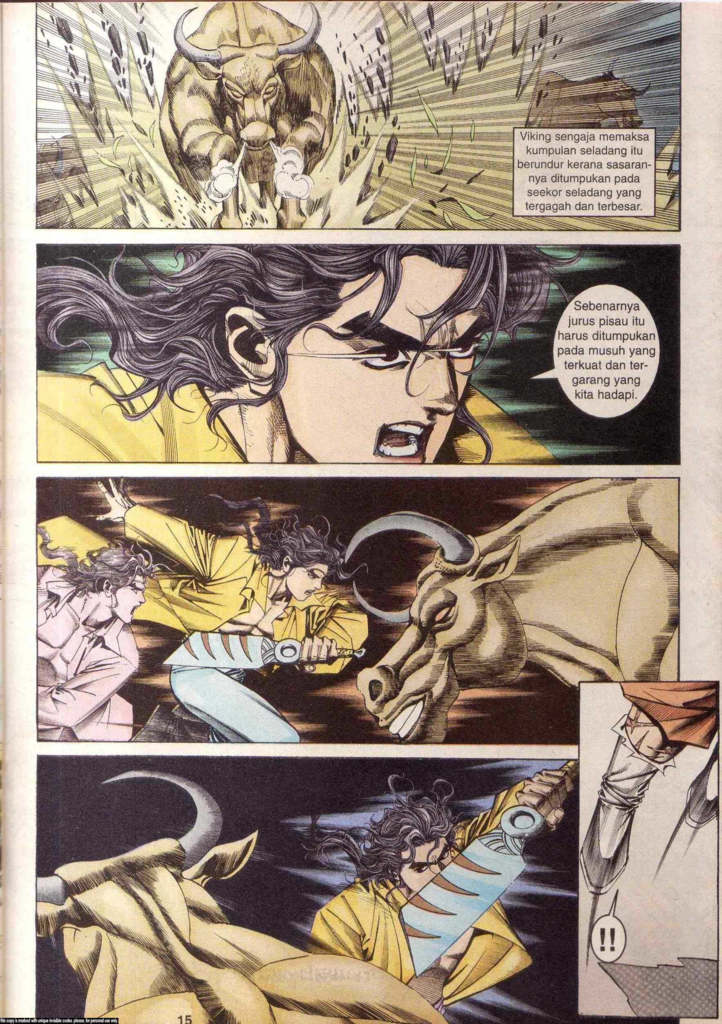 Viking sengaja memaksa
kumpulan seladang itu
berundur kerana sasaran-
nya ditumpukan pada
seekor seladang yang
tergagah dan terbesar.
Sebenarnya
jurus pisau itu
harus ditumpukan
pada musuh yang
terkuat dan ter-
garang yang
kita hadapi.
!!
15